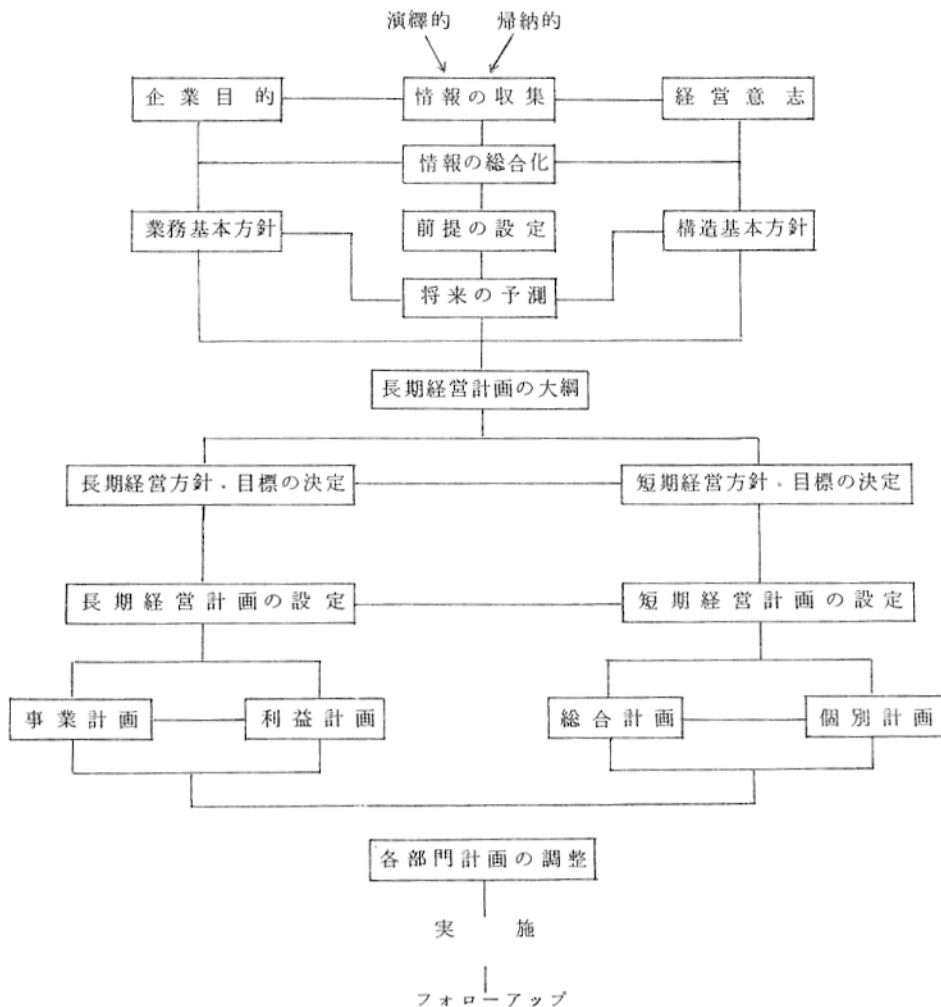 演繹的 帰納的
企業目的 情報の収集 経営意志
情報の総合化
業務基本方針 前提の設定 構造基本方針
将来の予測
長期経営計画の大綱
長期経営方針．目標の決定 短期経営方針。目標の決定
長期経営計画の設定 短期経営計画の設定
事業計画 利益計画 総合計画 個別計画
各部門計画の調整
実施
フォローアップ